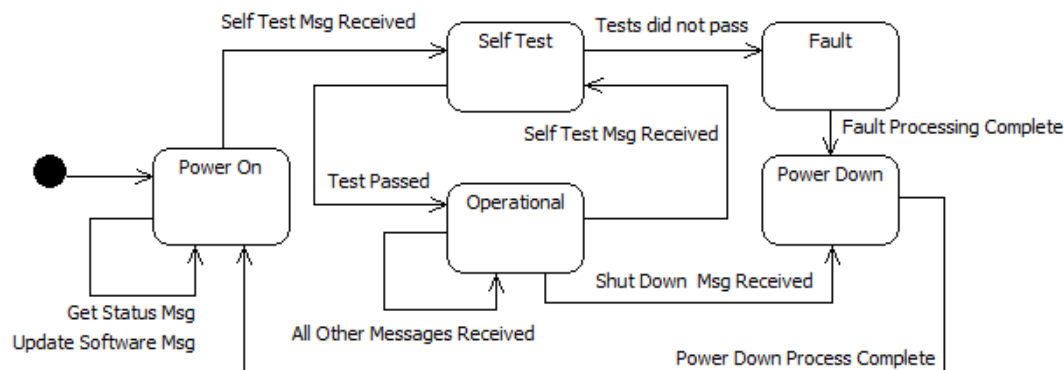 Self Test Msg Received
Self Test
Tests did not pass
Fault
Self Test Msg Received
Fault Processing Complete
Power On
Power Down
Test Passed
Operational
Shut Down Msg Received
Get Status Msg
Update Software Msg
All Other Messages Received
Power Down Process Complete